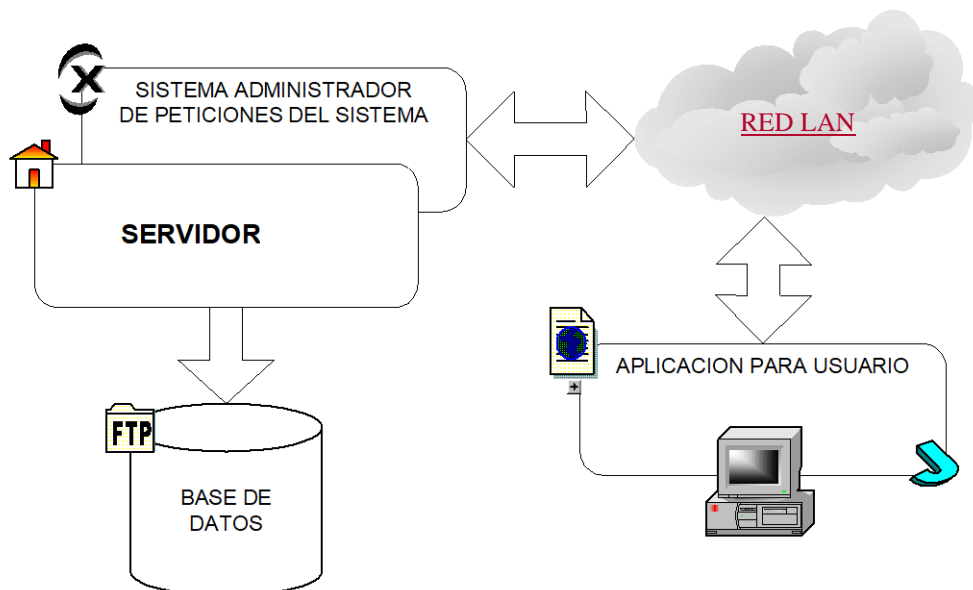 SISTEMA ADMINISTRADOR
DE PETICIONES DEL SISTEMA
X
RED LAN
SERVIDOR
APLICACION PARA USUARIO
FTP
BASE DE
DATOS